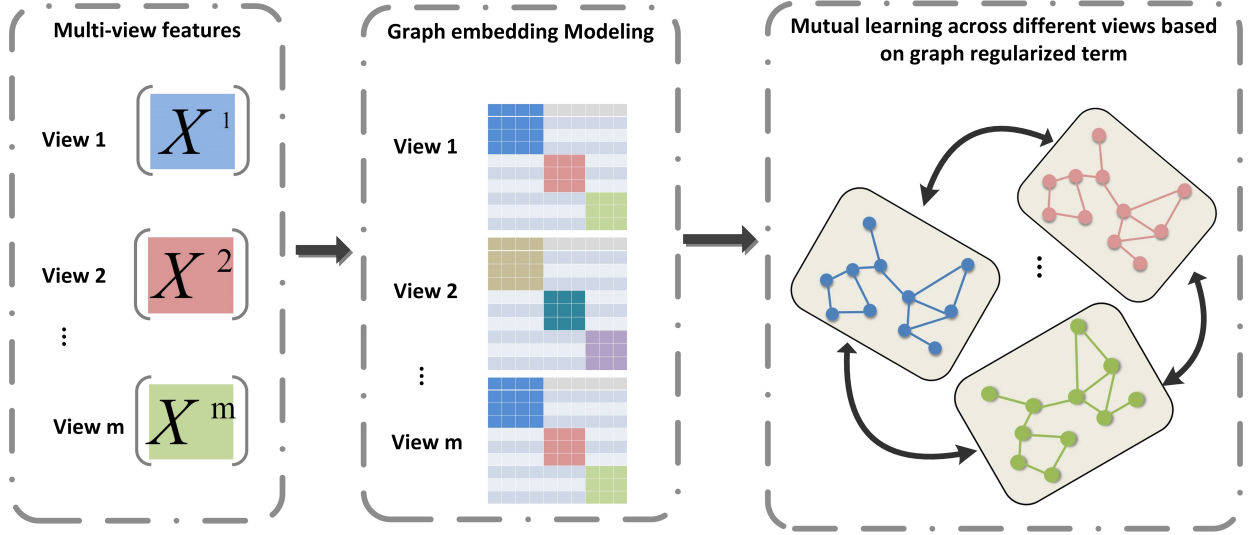 Multi-view features
View 1
X 1
View 2
X 2
⋮
View m
X m
Graph embedding Modeling
View 1
View 2
⋮
View m
Mutual learning across different views based
on graph regularized term
⋮